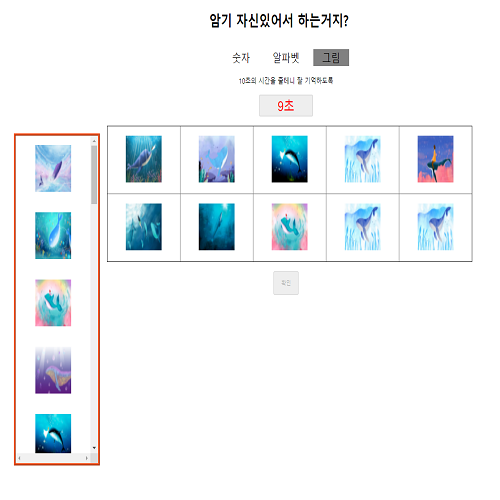 암기 자신있어서 하는거지?
숫자 알파벳 그림
10초의 시간을 줄테니 잘 기억하도록
9초
확인